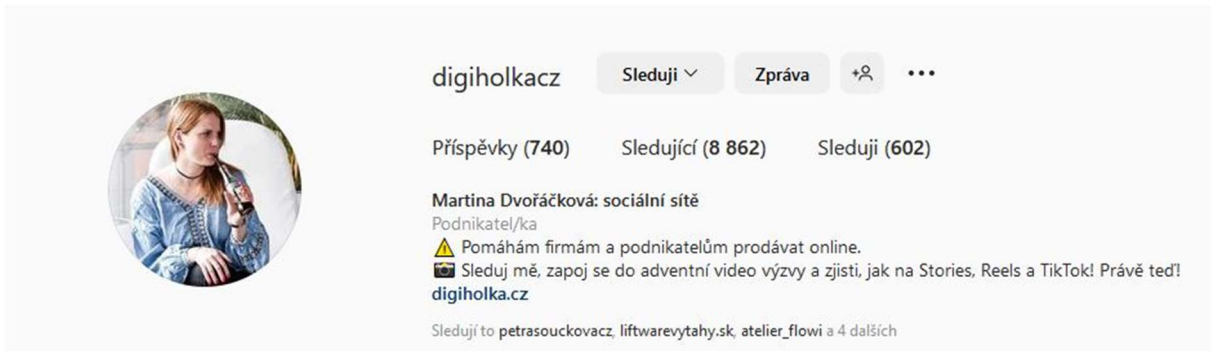 digiholkacz Sleduji Zpráva
Příspěvky (740) Sledující (8 862) Sleduji (602)
Martina Dvořáčková: sociální sítě
Podnikatel/ka
⚠ Pomáhám firmám a podnikatelům prodávat online.
📷 Sleduj mě, zapoj se do adventní video výzvy a zjisti, jak na Stories, Reels a TikTok! Právě teď!
digiholka.cz
Sledují to petrasouckovacz, liftwarevytahy.sk, atelier_flowi a 4 dalších